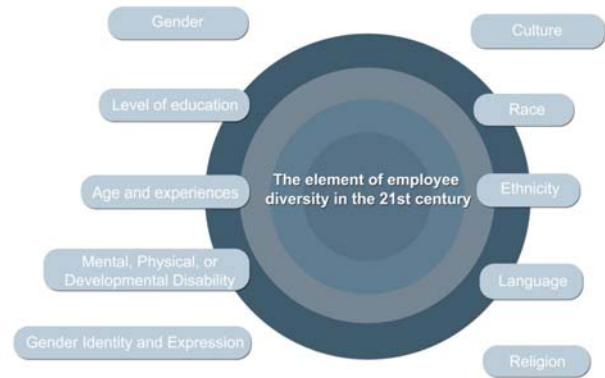 Gender
Culture
Level of education
Race
The element of employee
diversity in the 21st century
Age and experiences
Ethnicity
Mental, Physical, or
Developmental Disability
Language
Gender Identity and Expression
Religion